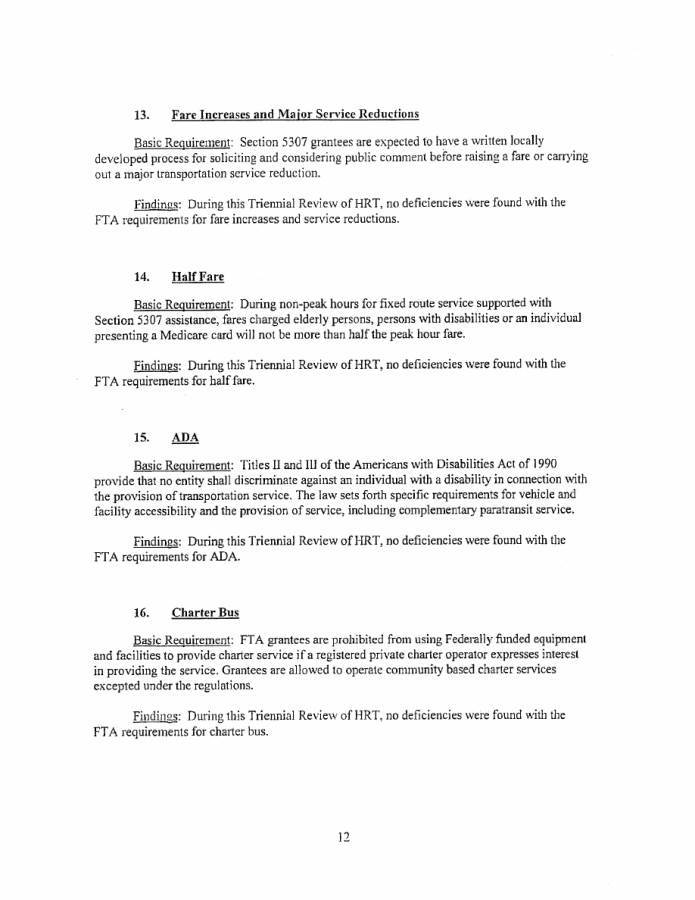 13. Fare Increases and Major Service Reductions
Basic Requirement: Section 5307 grantees are expected to have a written locally
developed process for soliciting and considering public comment before raising a fare or carrying
out a major transportation service reduction.
Findings: During this Triennial Review of HRT, no deficiencies were found with the
FTA requirements for fare increases and service reductions.
14. Half Fare
Basic Requirement: During non-peak hours for fixed route service supported with
Section 5307 assistance, fares charged elderly persons, persons with disabilities or an individual
presenting a Medicare card will not be more than half the peak hour fare.
Findings: During this Triennial Review of HRT, no deficiencies were found with the
FTA requirements for half fare.
15. ADA
Basic Requirement: Titles II and III of the Americans with Disabilities Act of 1990
provide that no entity shall discriminate against an individual with a disability in connection with
the provision of transportation service. The law sets forth specific requirements for vehicle and
facility accessibility and the provision of service, including complementary paratransit service.
Findings: During this Triennial Review of HRT, no deficiencies were found with the
FTA requirements for ADA.
16. Charter Bus
Basic Requirement: FTA grantees are prohibited from using Federally funded equipment
and facilities to provide charter service if a registered private charter operator expresses interest
in providing the service. Grantees are allowed to operate community based charter services
excepted under the regulations.
Findings: During this Triennial Review of HRT, no deficiencies were found with the
FTA requirements for charter bus.
12